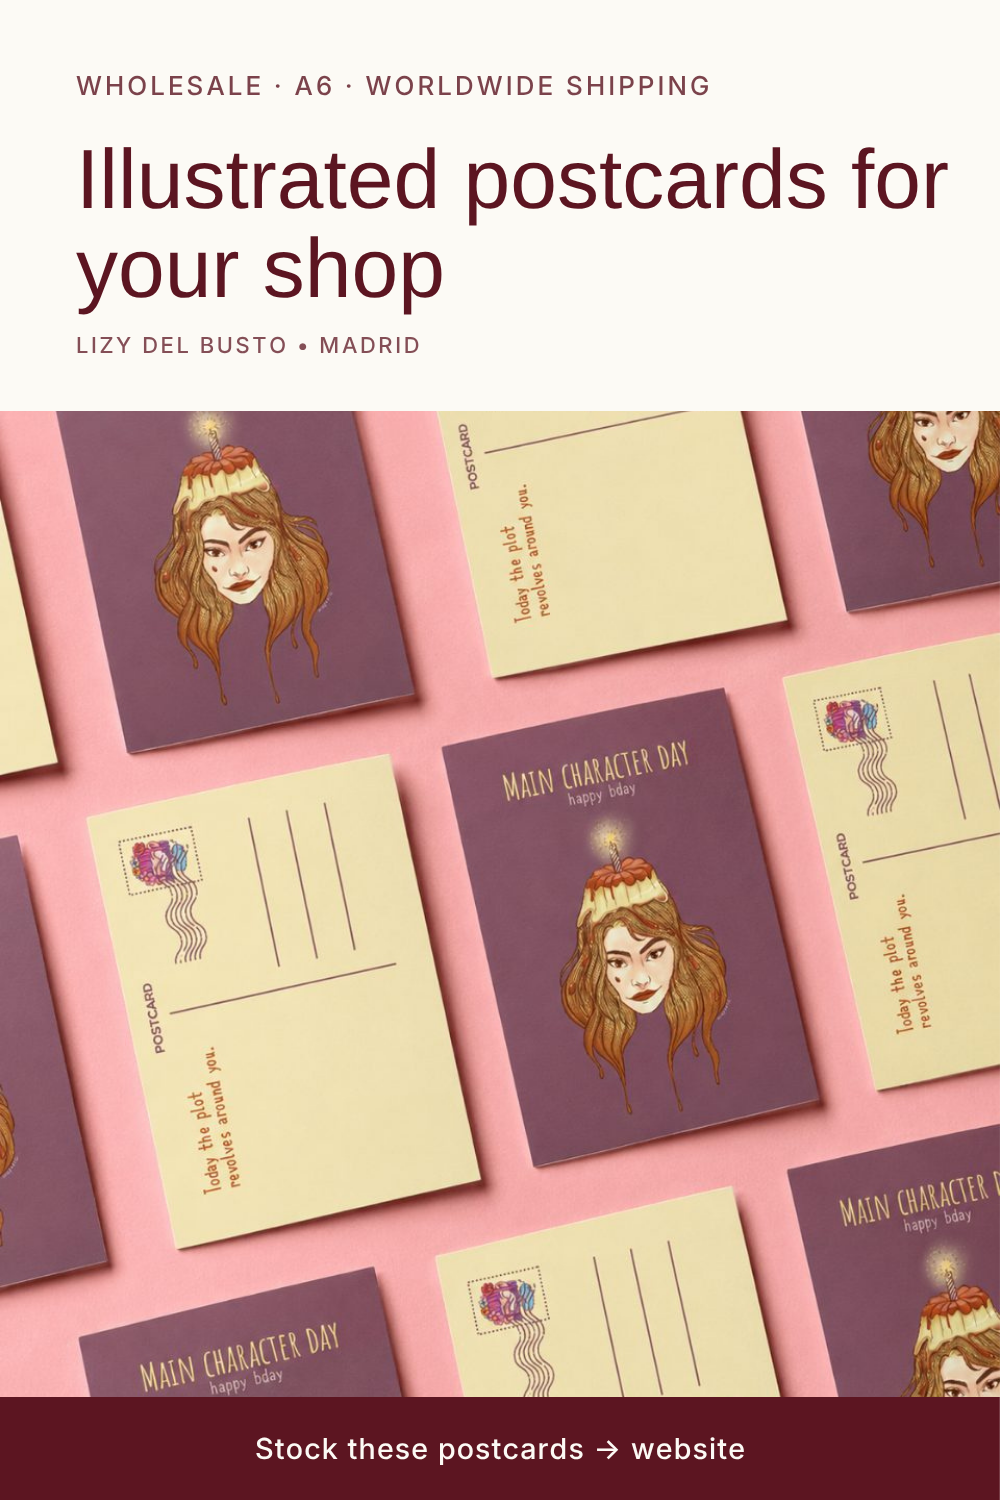 WHOLESALE · A6 · WORLDWIDE SHIPPING
Illustrated postcards for
your shop
LIZY DEL BUSTO • MADRID
POSTCARD
Today the plot
revolves around you.
MAIN CHARACTER DAY
happy bday
POSTCARD
Today the plot
revolves around you.
POSTCARD
Today the plot
revolves around you.
MAIN CHARACTER D
happy bday
MAIN CHARACTER DAY
happy bday
Stock these postcards → website